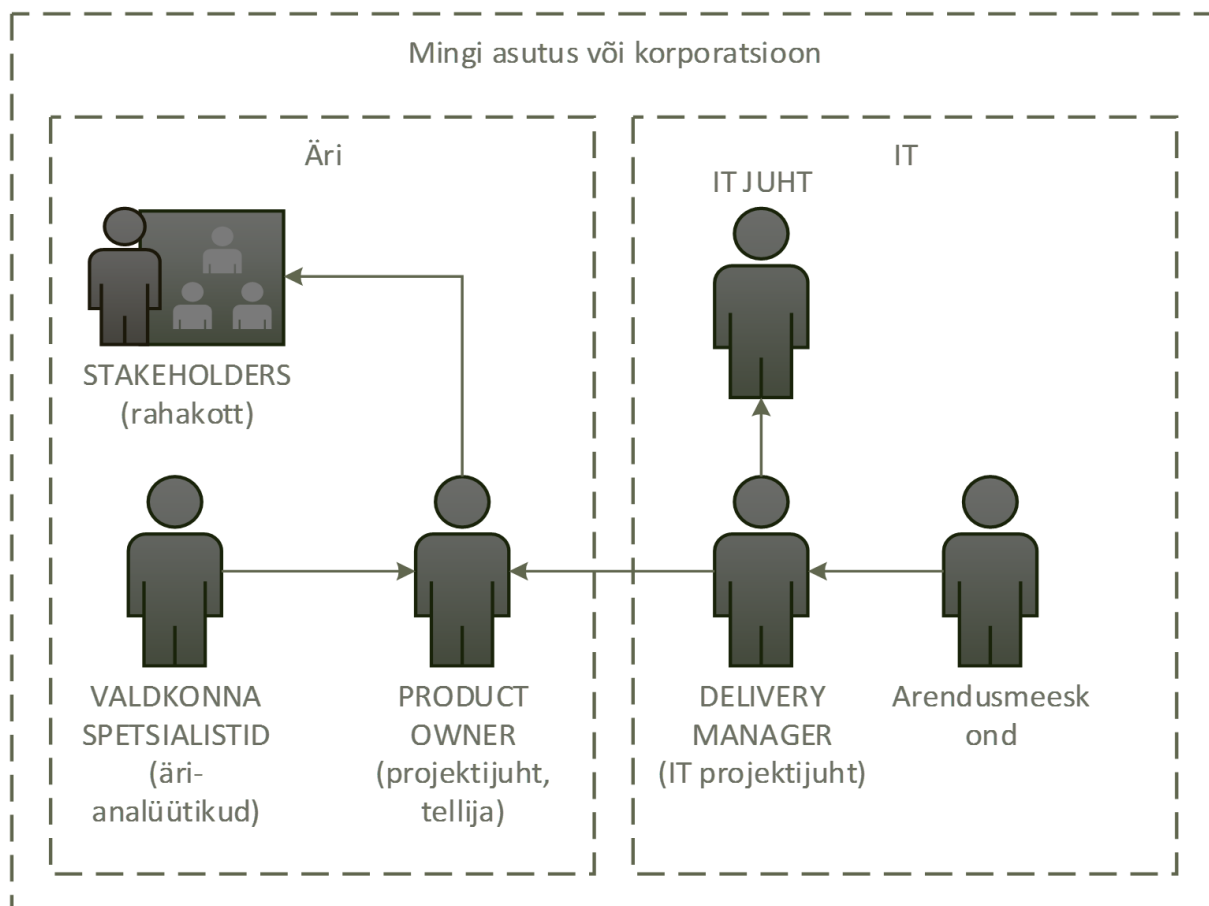 Mingi asutus või korporatsioon
Äri
STAKEHOLDERS
(rahakott)
VALDKONNA
SPETSIALISTID
(äri-
analüütikud)
PRODUCT
OWNER
(projektijuht,
tellija)
IT
IT JUHT
DELIVERY
MANAGER
(IT projektijuht)
Arendusmeesk
ond